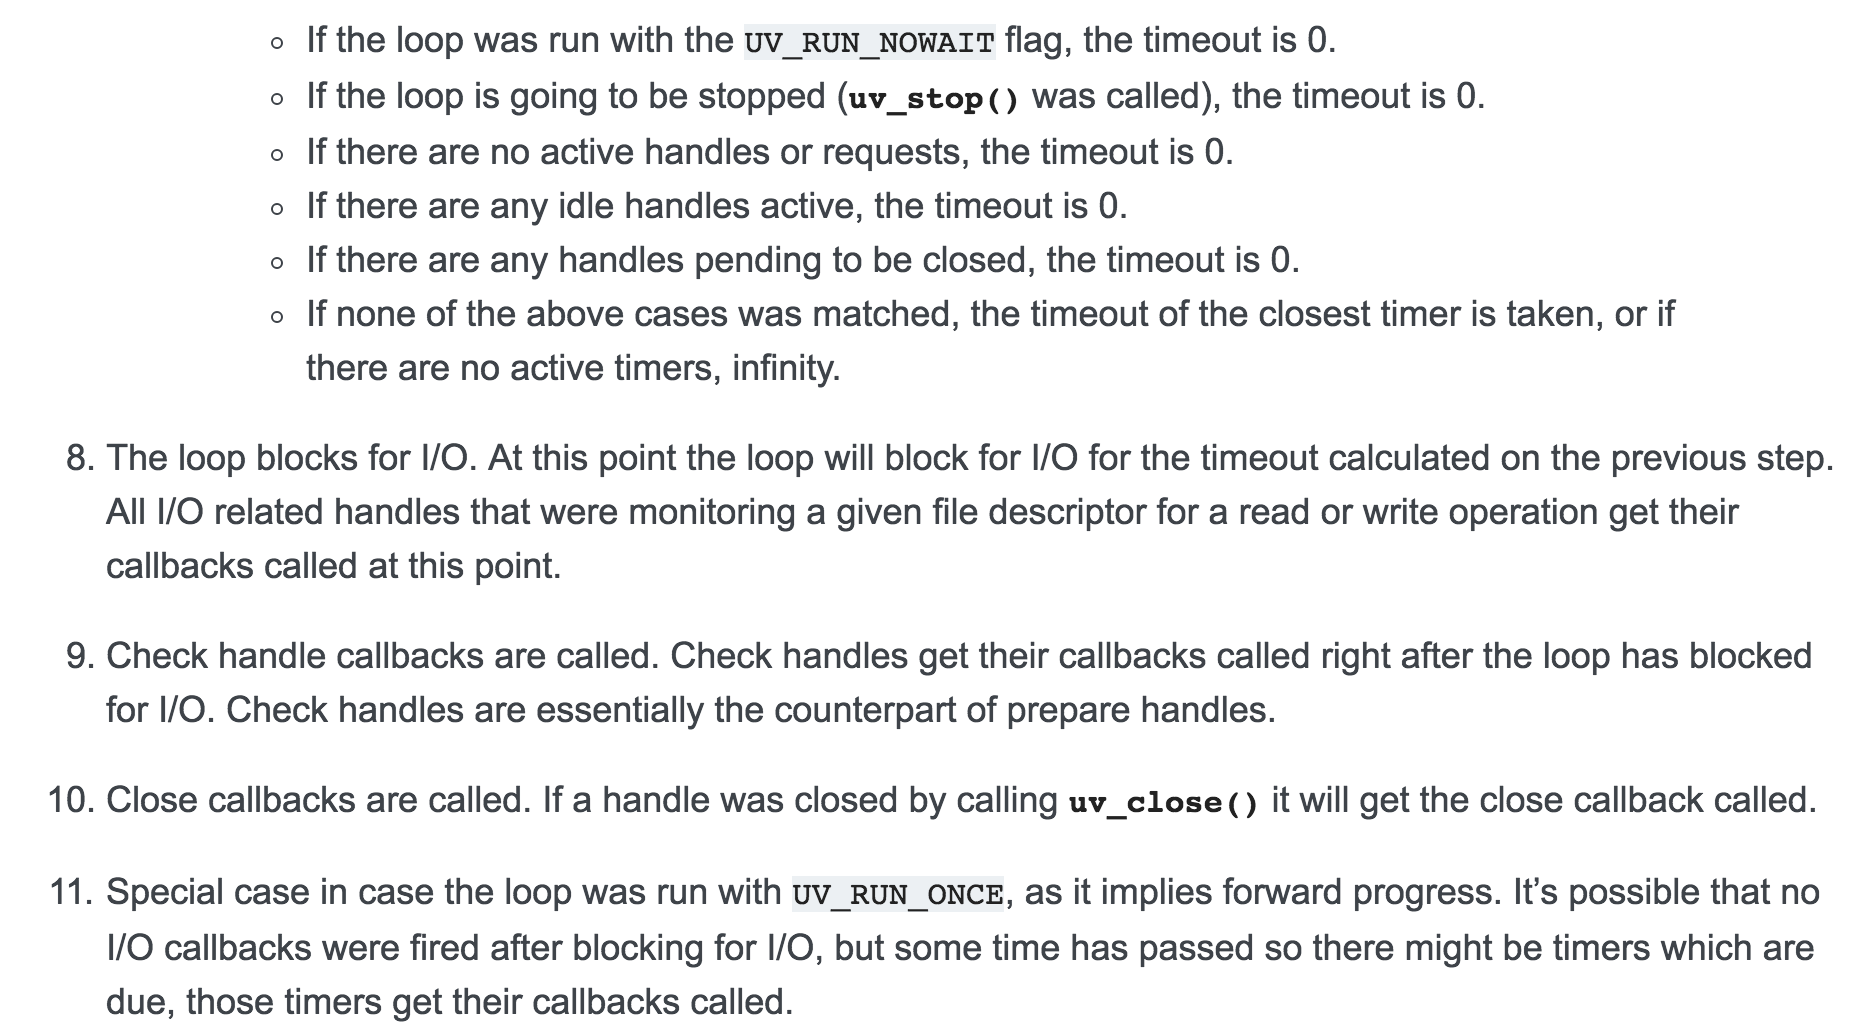 If the loop was run with the UV_RUN_NOWAIT flag, the timeout is 0.
If the loop is going to be stopped (uv_stop() was called), the timeout is 0.
If there are no active handles or requests, the timeout is 0.
If there are any idle handles active, the timeout is 0.
If there are any handles pending to be closed, the timeout is 0.
If none of the above cases was matched, the timeout of the closest timer is taken, or if
there are no active timers, infinity.
8. The loop blocks for I/O. At this point the loop will block for I/O for the timeout calculated on the previous step.
All I/O related handles that were monitoring a given file descriptor for a read or write operation get their
callbacks called at this point.
9. Check handle callbacks are called. Check handles get their callbacks called right after the loop has blocked
for I/O. Check handles are essentially the counterpart of prepare handles.
10. Close callbacks are called. If a handle was closed by calling uv_close() it will get the close callback called.
11. Special case in case the loop was run with UV_RUN_ONCE, as it implies forward progress. It’s possible that no
I/O callbacks were fired after blocking for I/O, but some time has passed so there might be timers which are
due, those timers get their callbacks called.